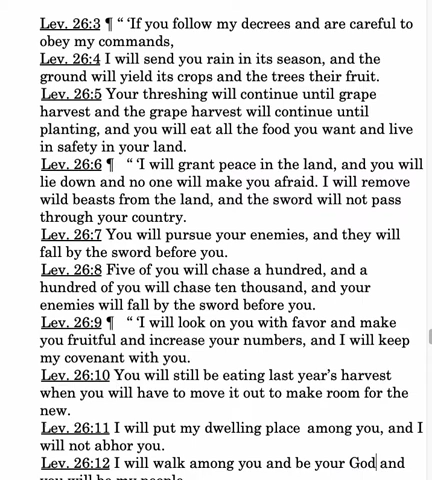 Lev. 26:3 ¶ “ ‘If you follow my decrees and are careful to
obey my commands,
Lev. 26:4 I will send you rain in its season, and the
ground will yield its crops and the trees their fruit.
Lev. 26:5 Your threshing will continue until grape
harvest and the grape harvest will continue until
planting, and you will eat all the food you want and live
in safety in your land.
Lev. 26:6 ¶ “ ‘I will grant peace in the land, and you will
lie down and no one will make you afraid. I will remove
wild beasts from the land, and the sword will not pass
through your country.
Lev. 26:7 You will pursue your enemies, and they will
fall by the sword before you.
Lev. 26:8 Five of you will chase a hundred, and a
hundred of you will chase ten thousand, and your
enemies will fall by the sword before you.
Lev. 26:9 ¶ “ ‘I will look on you with favor and make
you fruitful and increase your numbers, and I will keep
my covenant with you.
Lev. 26:10 You will still be eating last year’s harvest
when you will have to move it out to make room for the
new.
Lev. 26:11 I will put my dwelling place among you, and I
will not abhor you.
Lev. 26:12 I will walk among you and be your God and
you will be my people.